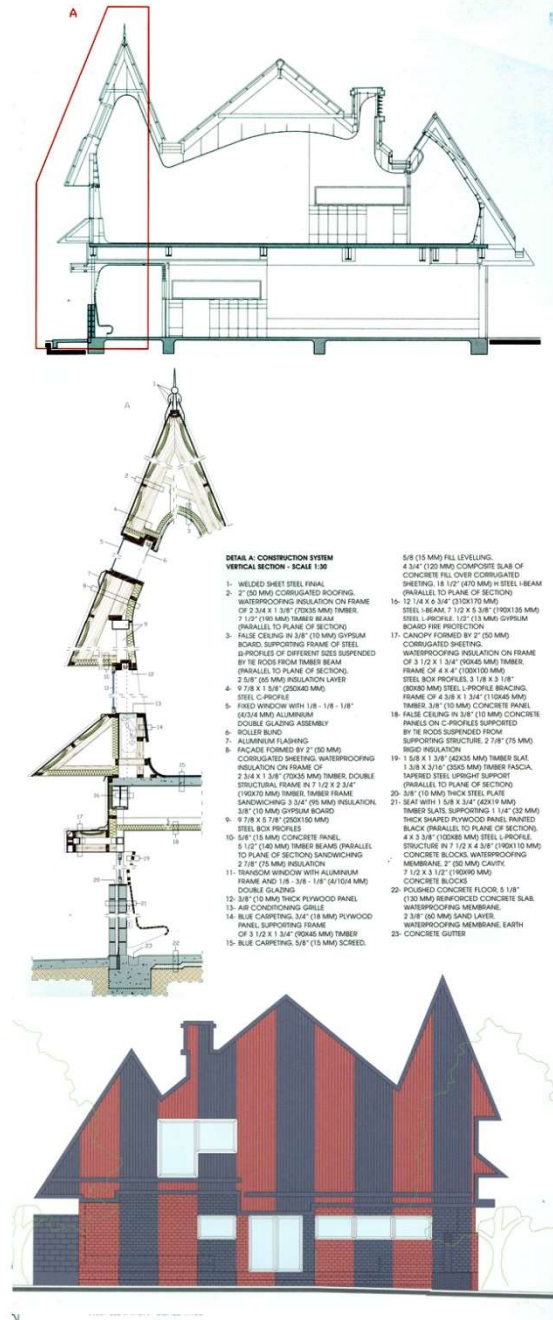 A
A
DETAIL A: CONSTRUCTION SYSTEM
VERTICAL SECTION - SCALE 1:30
1- WELDED SHEET STEEL FINIAL
2- 2" (50 MM) CORRUGATED ROOFING,
WATERPROOFING INSULATION ON FRAME
OF 2 3/4 X 1 3/8" (70X35 MM) TIMBER,
7 1/2" (190 MM) TIMBER BEAM
(PARALLEL TO PLANE OF SECTION)
3- FALSE CEILING IN 3/8" (10 MM) GYPSUM
BOARD, SUPPORTING FRAME OF STEEL
Ω-PROFILES OF DIFFERENT SIZES SUSPENDED
BY TIE RODS FROM TIMBER BEAM
(PARALLEL TO PLANE OF SECTION),
2 5/8" (65 MM) INSULATION LAYER
4- 9 7/8 X 1 5/8" (250X40 MM)
STEEL C-PROFILE
5- FIXED WINDOW WITH 1/8 - 1/8 - 1/8"
(4/3/4 MM) ALUMINIUM
DOUBLE GLAZING ASSEMBLY
6- ROLLER BLIND
7- ALUMINIUM FLASHING
8- FAÇADE FORMED BY 2" (50 MM)
CORRUGATED SHEETING, WATERPROOFING
INSULATION ON FRAME OF
2 3/4 X 1 3/8" (70X35 MM) TIMBER, DOUBLE
STRUCTURAL FRAME IN 7 1/2 X 2 3/4"
(190X70 MM) TIMBER, TIMBER FRAME
SANDWICHING 3 3/4" (95 MM) INSULATION,
3/8" (10 MM) GYPSUM BOARD
9- 9 7/8 X 5 7/8" (250X150 MM)
STEEL BOX PROFILES
10- 5/8" (15 MM) CONCRETE PANEL,
5 1/2" (140 MM) TIMBER BEAMS (PARALLEL
TO PLANE OF SECTION) SANDWICHING
2 7/8" (75 MM) INSULATION
11- TRANSOM WINDOW WITH ALUMINIUM
FRAME AND 1/8 - 3/8 - 1/8" (4/10/4 MM)
DOUBLE GLAZING
12- 3/8" (10 MM) THICK PLYWOOD PANEL
13- AIR CONDITIONING GRILLE
14- BLUE CARPETING, 3/4" (18 MM) PLYWOOD
PANEL, SUPPORTING FRAME
OF 3 1/2 X 1 3/4" (90X45 MM) TIMBER
15- BLUE CARPETING, 5/8" (15 MM) SCREED,
5/8 (15 MM) FILL LEVELLING,
4 3/4" (120 MM) COMPOSITE SLAB OF
CONCRETE FILL OVER CORRUGATED
SHEETING, 18 1/2" (470 MM) H STEEL I-BEAM
(PARALLEL TO PLANE OF SECTION)
16- 12 1/4 X 6 3/4" (310X170 MM)
STEEL I-BEAM, 7 1/2 X 5 3/8" (190X135 MM)
STEEL L-PROFILE, 1/2" (13 MM) GYPSUM
BOARD FIRE PROTECTION
17- CANOPY FORMED BY 2" (50 MM)
CORRUGATED SHEETING,
WATERPROOFING INSULATION ON FRAME
OF 3 1/2 X 1 3/4" (90X45 MM) TIMBER,
FRAME OF 4 X 4" (100X100 MM)
STEEL BOX PROFILES, 3 1/8 X 3 1/8"
(80X80 MM) STEEL L-PROFILE BRACING,
FRAME OF 4 3/8 X 1 3/4" (110X45 MM)
TIMBER, 3/8" (10 MM) CONCRETE PANEL
18- FALSE CEILING IN 3/8" (10 MM) CONCRETE
PANELS ON C-PROFILES SUPPORTED
BY TIE RODS SUSPENDED FROM
SUPPORTING STRUCTURE, 2 7/8" (75 MM)
RIGID INSULATION
19- 1 5/8 X 1 3/8" (42X35 MM) TIMBER SLAT,
1 3/8 X 3/16" (35X5 MM) TIMBER FASCIA,
TAPERED STEEL UPRIGHT SUPPORT
(PARALLEL TO PLANE OF SECTION)
20- 3/8" (10 MM) THICK STEEL PLATE
21- SEAT WITH 1 5/8 X 3/4" (42X19 MM)
TIMBER SLATS, SUPPORTING 1 1/4" (32 MM)
THICK SHAPED PLYWOOD PANEL PAINTED
BLACK (PARALLEL TO PLANE OF SECTION),
4 X 3 3/8" (100X85 MM) STEEL L-PROFILE,
STRUCTURE IN 7 1/2 X 4 3/8" (190X110 MM)
CONCRETE BLOCKS, WATERPROOFING
MEMBRANE, 2" (50 MM) CAVITY,
7 1/2 X 3 1/2" (190X90 MM)
CONCRETE BLOCKS
22- POLISHED CONCRETE FLOOR, 5 1/8"
(130 MM) REINFORCED CONCRETE SLAB,
WATERPROOFING MEMBRANE,
2 3/8" (60 MM) SAND LAYER,
WATERPROOFING MEMBRANE, EARTH
23- CONCRETE GUTTER